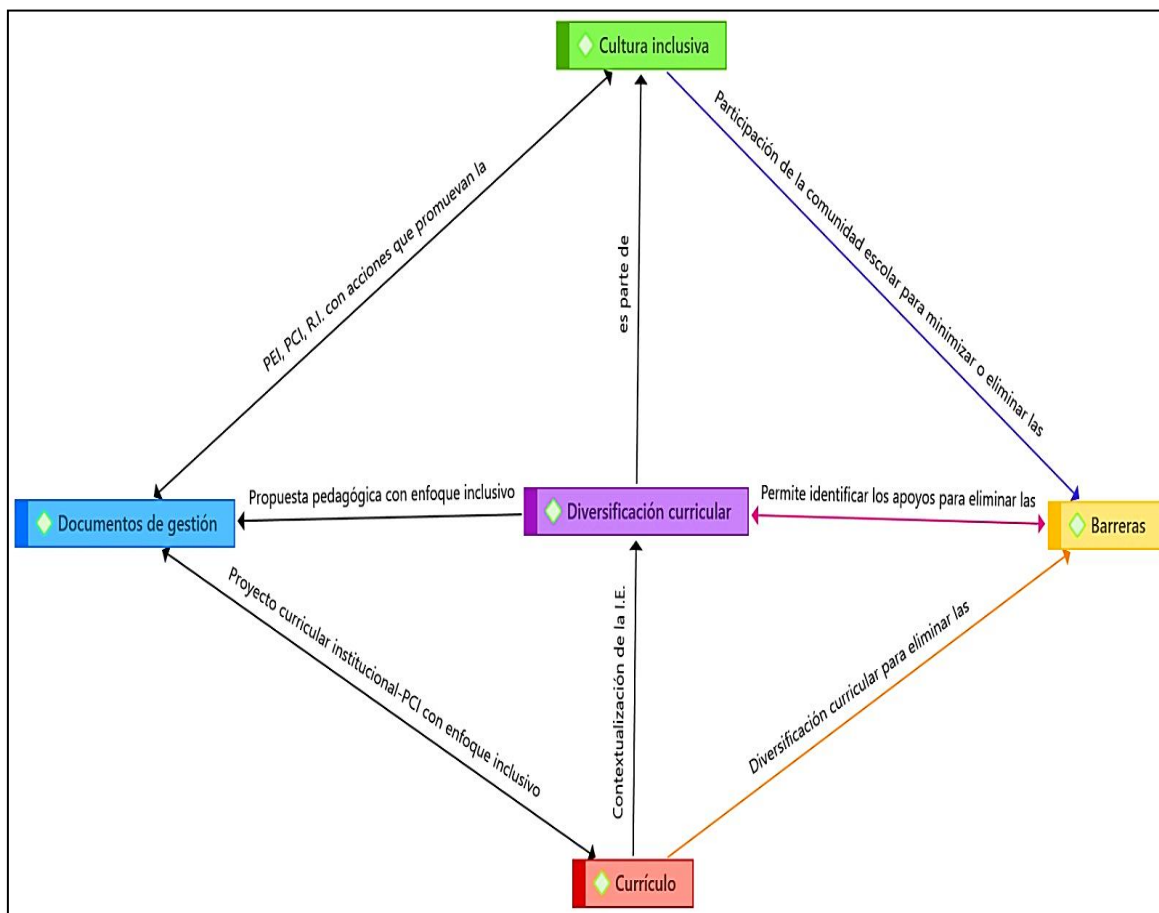 Cultura inclusiva
Participación de la comunidad escolar para minimizar o eliminar las
PEI, PCI, R.I. con acciones que promuevan la
es parte de
Documentos de gestión
Propuesta pedagógica con enfoque inclusivo
Diversificación curricular
Permite identificar los apoyos para eliminar las
Barreras
Proyecto curricular institucional-PCI con enfoque inclusivo
Contextualización de la I.E.
Diversificación curricular para eliminar las
Currículo